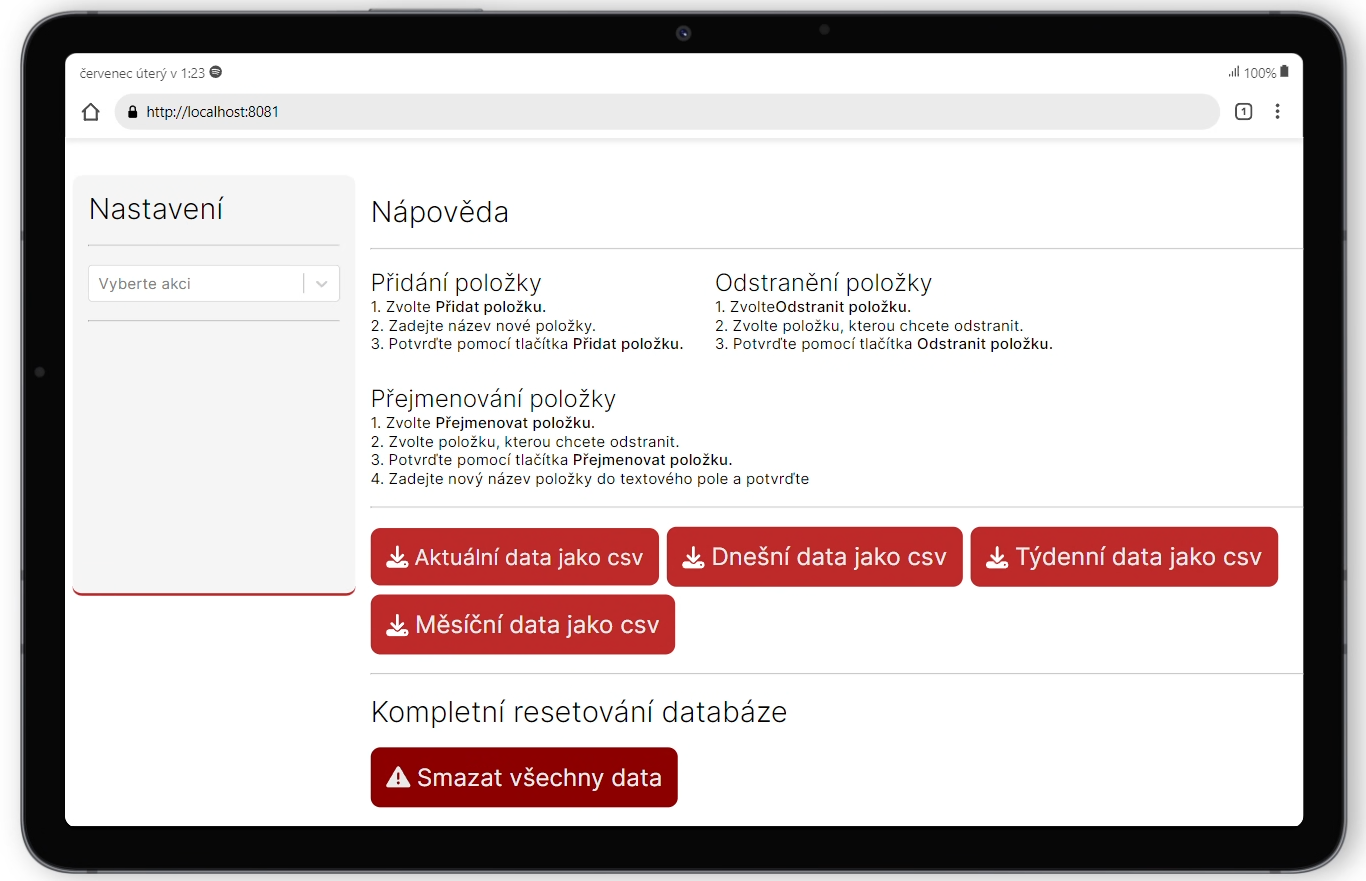 červenec úterý v 1:23
100%
http://localhost:8081
1
Nastavení
Vyberte akci
Nápověda
Přidání položky
1. Zvolte Přidat položku.
2. Zadejte název nové položky.
3. Potvrďte pomocí tlačítka Přidat položku.
Odstranění položky
1. ZvolteOdstranit položku.
2. Zvolte položku, kterou chcete odstranit.
3. Potvrďte pomocí tlačítka Odstranit položku.
Přejmenování položky
1. Zvolte Přejmenovat položku.
2. Zvolte položku, kterou chcete odstranit.
3. Potvrďte pomocí tlačítka Přejmenovat položku.
4. Zadejte nový název položky do textového pole a potvrďte
Aktuální data jako csv
Dnešní data jako csv
Týdenní data jako csv
Měsíční data jako csv
Kompletní resetování databáze
Smazat všechny data